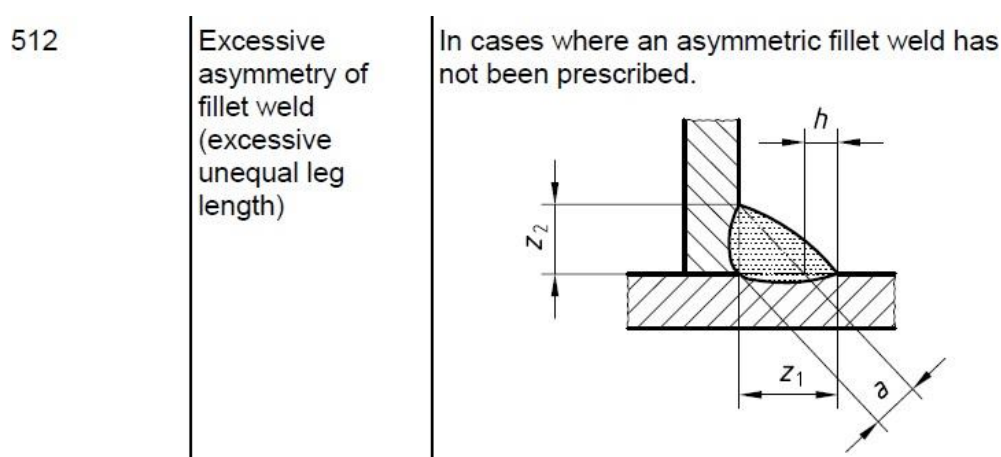 512
Excessive
asymmetry of
fillet weld
(excessive
unequal leg
length)
In cases where an asymmetric fillet weld has
not been prescribed.
h
z2
z1
a